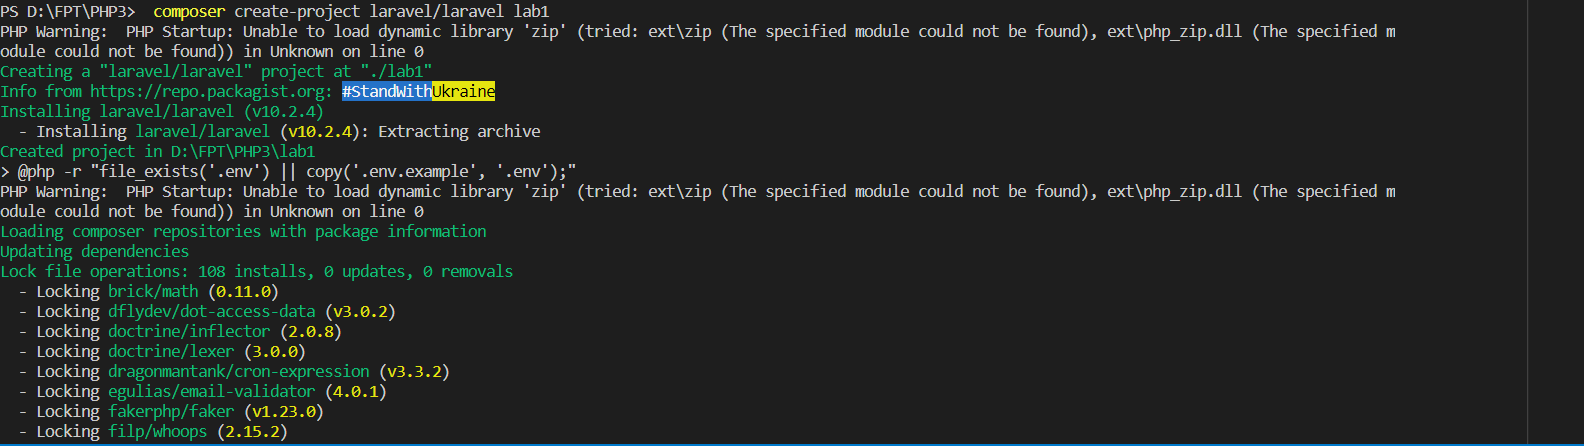 PS D:\FPT\PHP3>  composer create-project laravel/laravel lab1
PHP Warning:  PHP Startup: Unable to load dynamic library 'zip' (tried: ext\zip (The specified module could not be found), ext\php_zip.dll (The specified m
odule could not be found)) in Unknown on line 0
Creating a "laravel/laravel" project at "./lab1"
Info from https://repo.packagist.org: #StandWithUkraine
Installing laravel/laravel (v10.2.4)
  - Installing laravel/laravel (v10.2.4): Extracting archive
Created project in D:\FPT\PHP3\lab1
> @php -r "file_exists('.env') || copy('.env.example', '.env');"
PHP Warning:  PHP Startup: Unable to load dynamic library 'zip' (tried: ext\zip (The specified module could not be found), ext\php_zip.dll (The specified m
odule could not be found)) in Unknown on line 0
Loading composer repositories with package information
Updating dependencies
Lock file operations: 108 installs, 0 updates, 0 removals
  - Locking brick/math (0.11.0)
  - Locking dflydev/dot-access-data (v3.0.2)
  - Locking doctrine/inflector (2.0.8)
  - Locking doctrine/lexer (3.0.0)
  - Locking dragonmantank/cron-expression (v3.3.2)
  - Locking egulias/email-validator (4.0.1)
  - Locking fakerphp/faker (v1.23.0)
  - Locking filp/whoops (2.15.2)